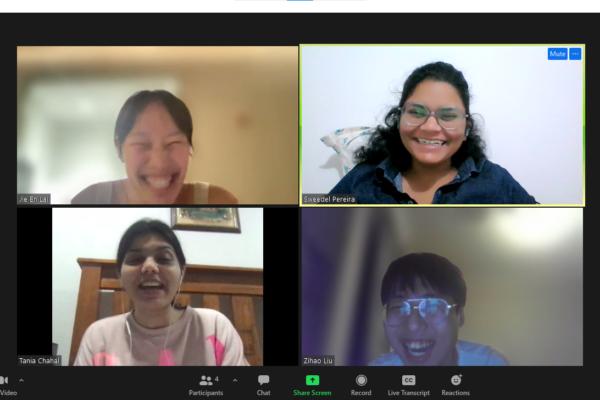 Mute ...
Jie En Lai
Sweedel Pereira
Tania Chahal
Zihao Liu
Video
Participants 4
Chat
Share Screen
Record
CC
Live Transcript
Reactions